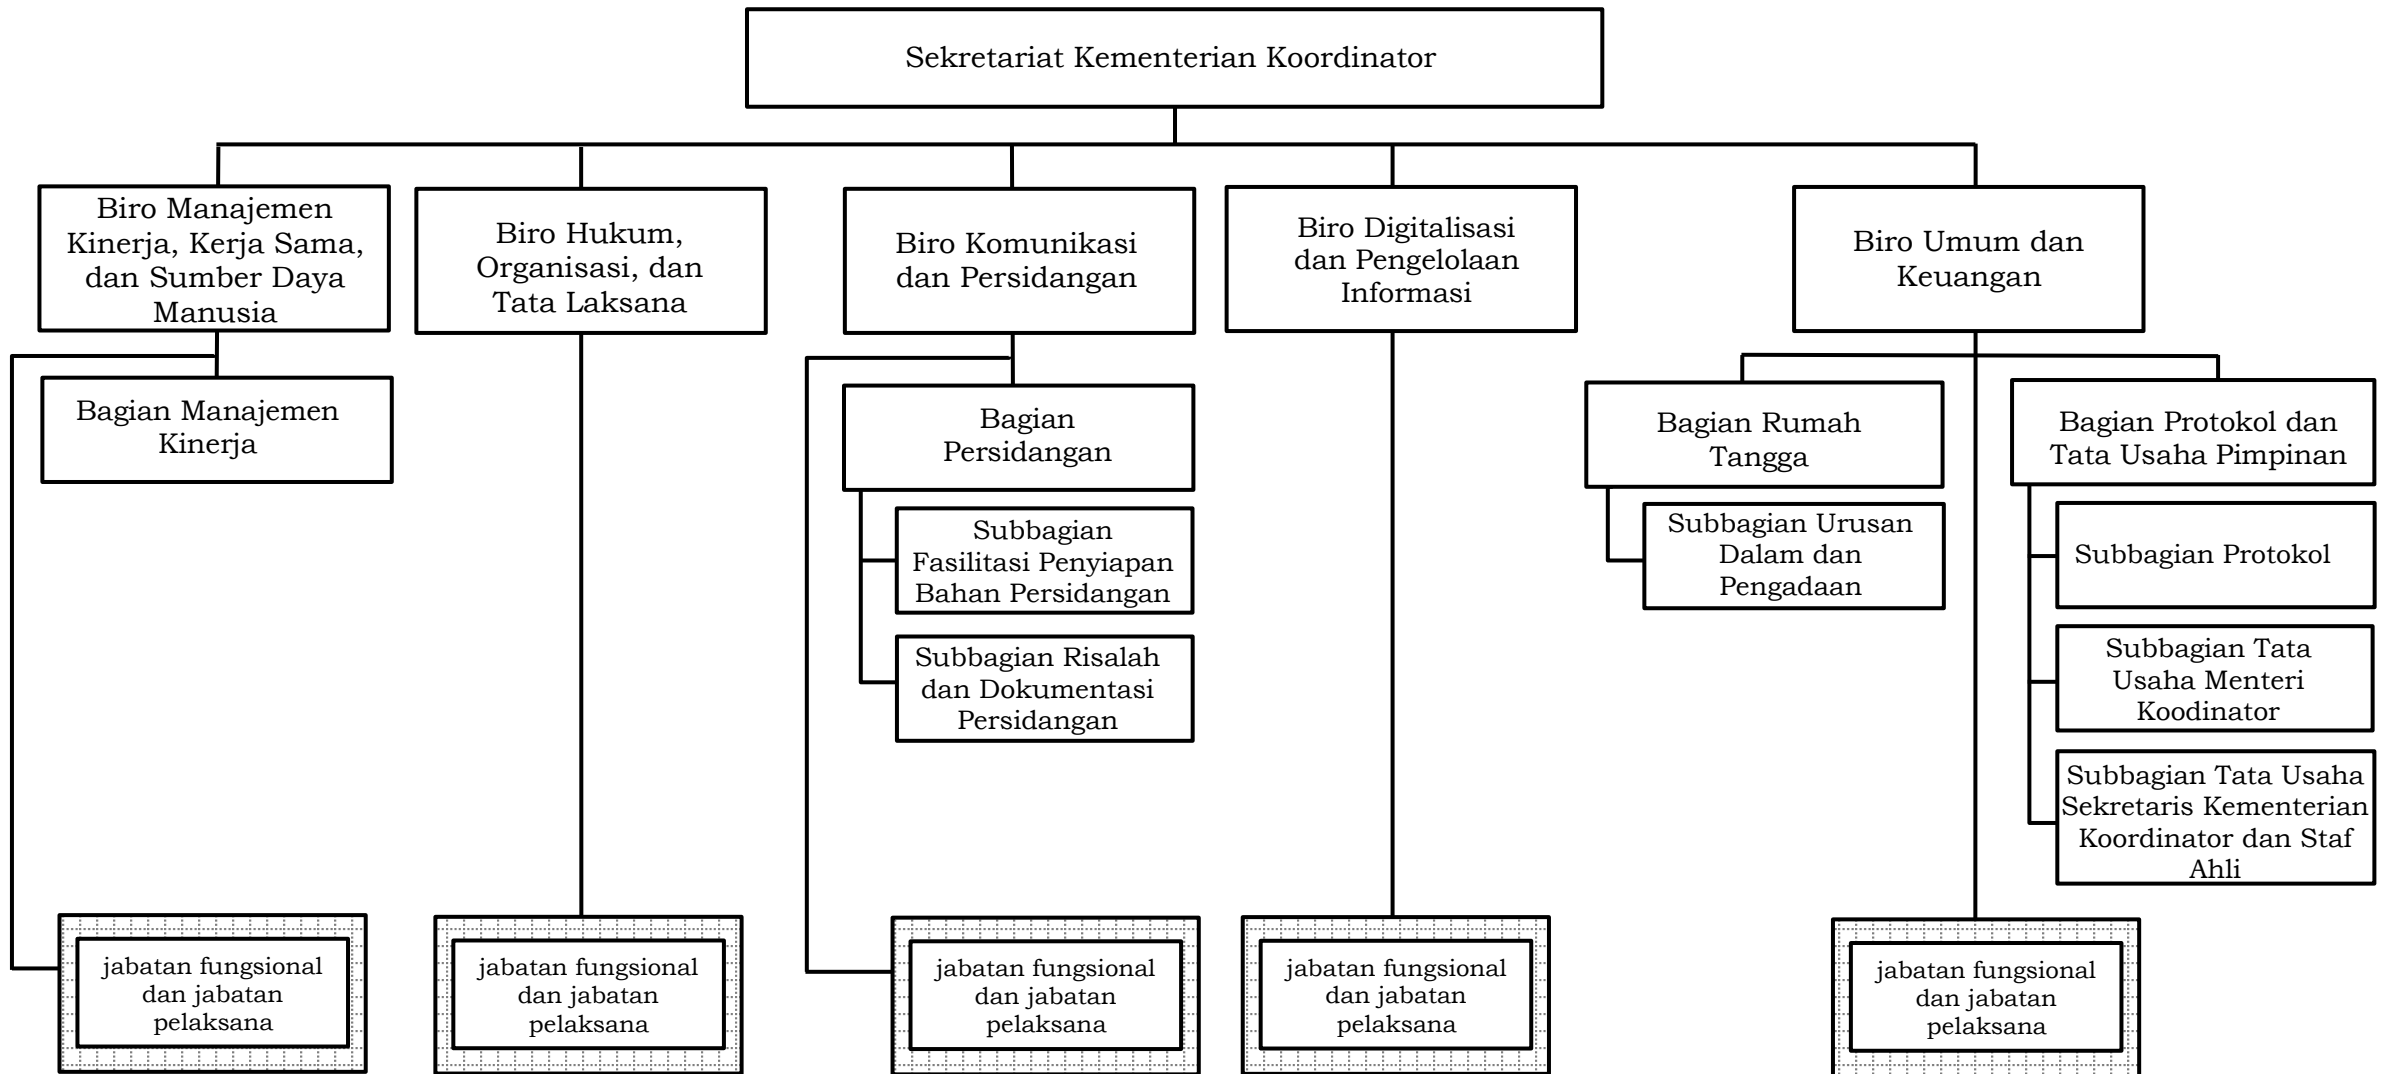 Sekretariat Kementerian Koordinator
Biro Manajemen
Kinerja, Kerja Sama,
dan Sumber Daya
Manusia
Biro Hukum,
Organisasi, dan
Tata Laksana
Biro Komunikasi
dan Persidangan
Biro Digitalisasi
dan Pengelolaan
Informasi
Biro Umum dan
Keuangan
Bagian Manajemen
Kinerja
Bagian
Persidangan
Bagian Rumah
Tangga
Bagian Protokol dan
Tata Usaha Pimpinan
Subbagian
Fasilitasi Penyiapan
Bahan Persidangan
Subbagian Risalah
dan Dokumentasi
Persidangan
Subbagian Urusan
Dalam dan
Pengadaan
Subbagian Protokol
Subbagian Tata
Usaha Menteri
Koodinator
Subbagian Tata Usaha
Sekretaris Kementerian
Koordinator dan Staf
Ahli
jabatan fungsional
dan jabatan
pelaksana
jabatan fungsional
dan jabatan
pelaksana
jabatan fungsional
dan jabatan
pelaksana
jabatan fungsional
dan jabatan
pelaksana
jabatan fungsional
dan jabatan
pelaksana